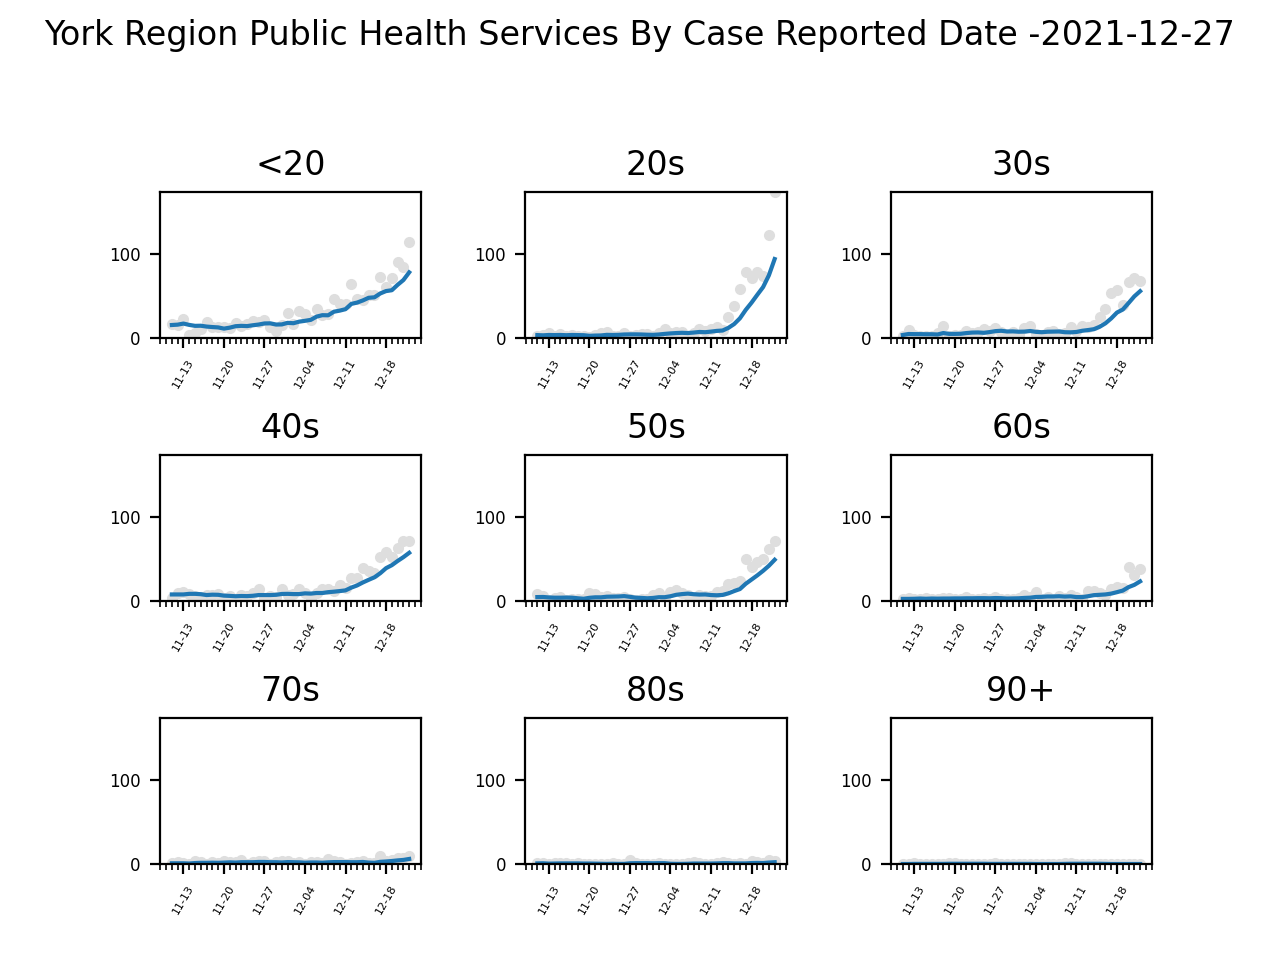 York Region Public Health Services By Case Reported Date -2021-12-27
<20 20s 30s
100 100 100
0 0 0
11-13 11-20 11-27 12-04 12-11 12-18 11-13 11-20 11-27 12-04 12-11 12-18 11-13 11-20 11-27 12-04 12-11 12-18
40s 50s 60s
100 100 100
0 0 0
11-13 11-20 11-27 12-04 12-11 12-18 11-13 11-20 11-27 12-04 12-11 12-18 11-13 11-20 11-27 12-04 12-11 12-18
70s 80s 90+
100 100 100
0 0 0
11-13 11-20 11-27 12-04 12-11 12-18 11-13 11-20 11-27 12-04 12-11 12-18 11-13 11-20 11-27 12-04 12-11 12-18